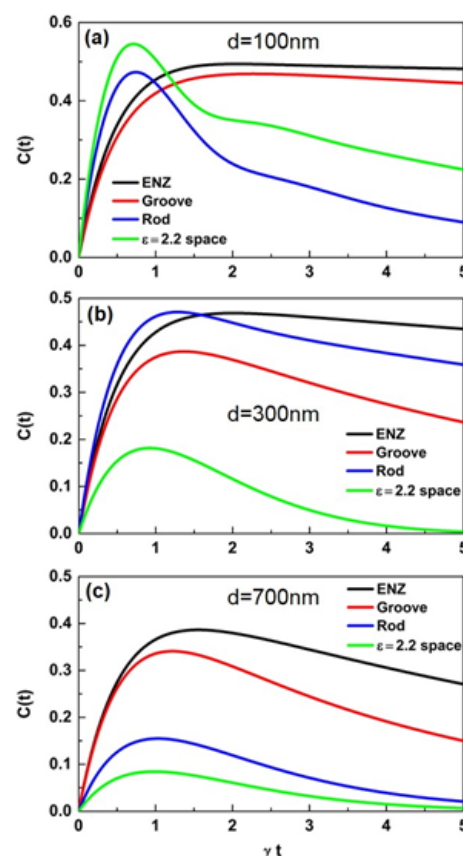 (a)
d=100nm
C(t)
0.6
0.4
0.2
0.0
ENZ
Groove
Rod
ε=2.2 space
0 1 2 3 4 5
(b)
d=300nm
C(t)
0.5
0.4
0.3
0.2
0.1
0.0
ENZ
Groove
Rod
ε=2.2 space
0 1 2 3 4 5
(c)
d=700nm
C(t)
0.5
0.4
0.3
0.2
0.1
0.0
ENZ
Groove
Rod
ε=2.2 space
0 1 2 3 4 5
γ t